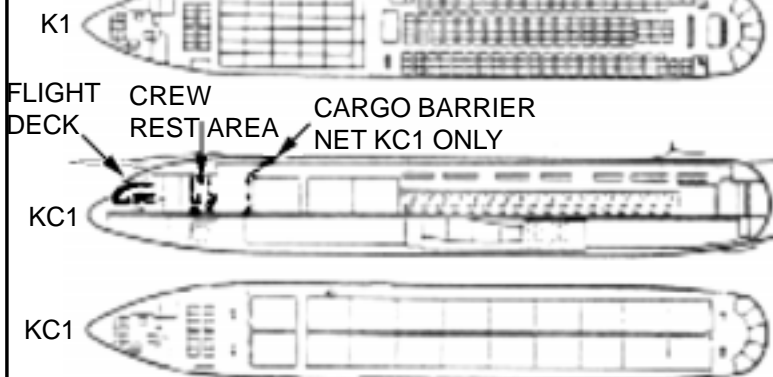 K1
FLIGHT
DECK
CREW
REST AREA
CARGO BARRIER
NET KC1 ONLY
KC1
KC1